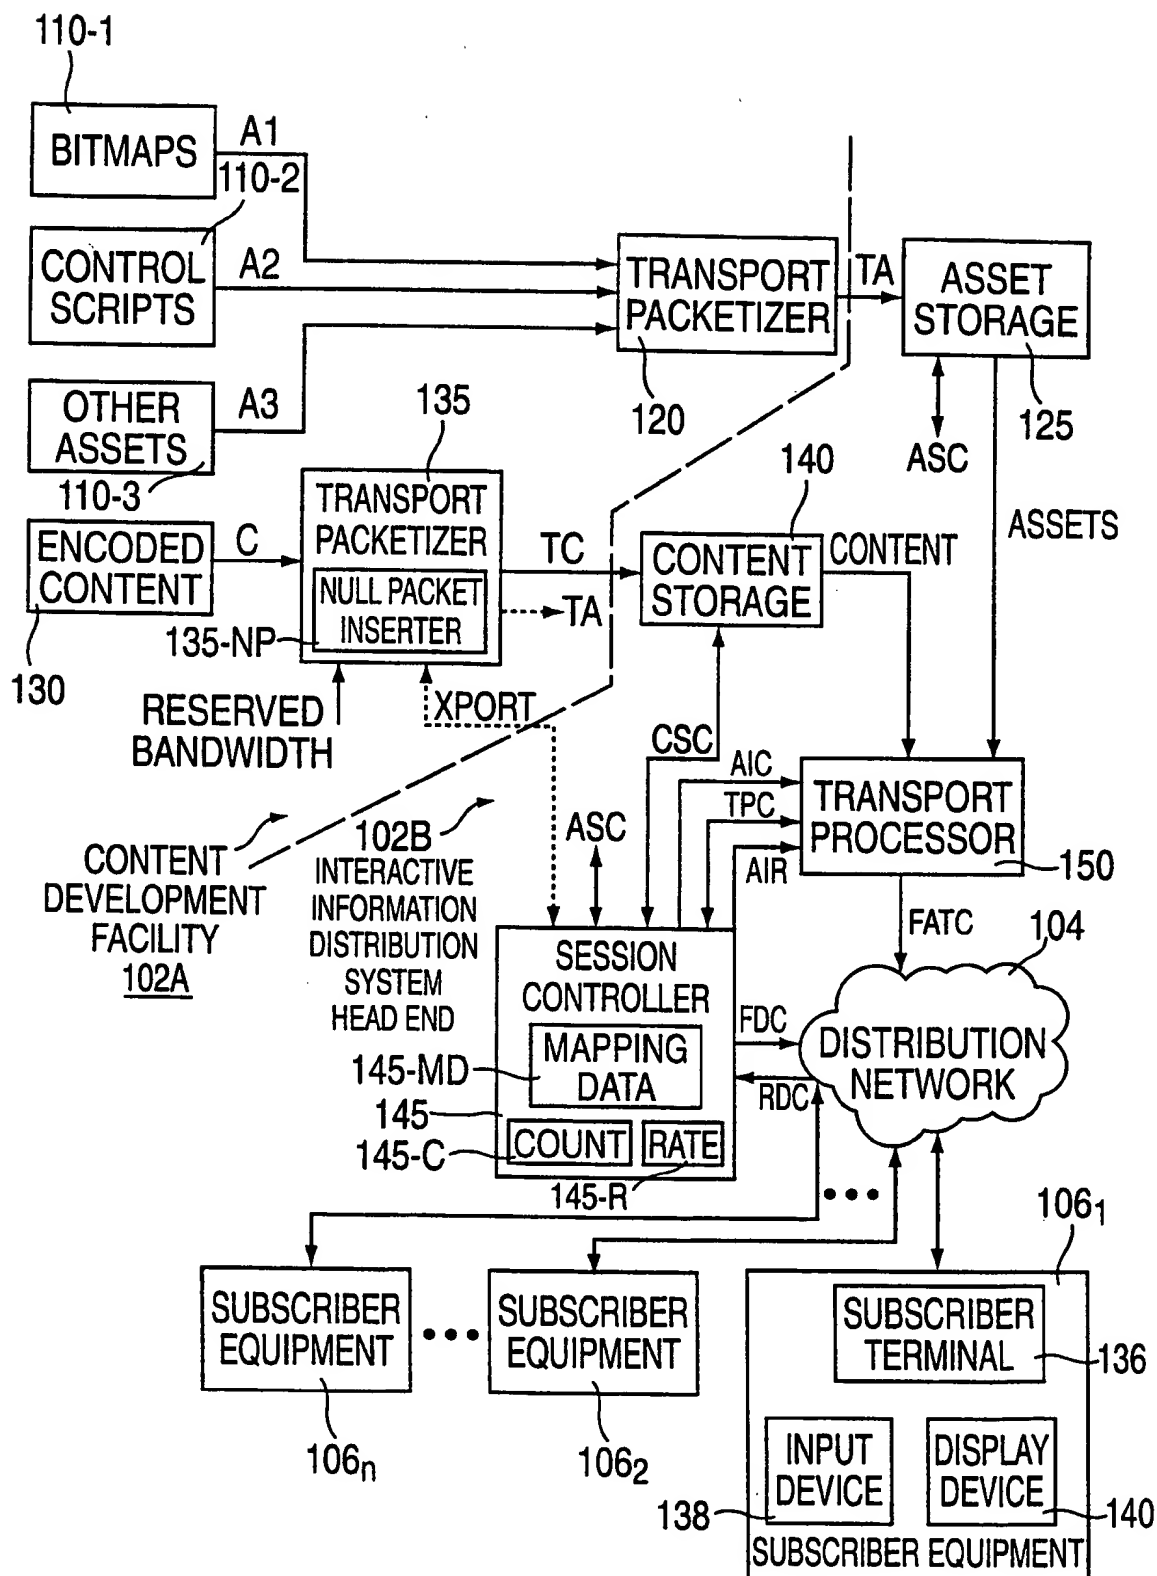 110-1
BITMAPS
A1
110-2
CONTROL
SCRIPTS
A2
TRANSPORT
PACKETIZER
120
TA
ASSET
STORAGE
125
ASC
ASSETS
OTHER
ASSETS
A3
110-3
135
TRANSPORT
PACKETIZER
NULL PACKET
INSERTER
135-NP
ENCODED
CONTENT
C
130
TC
TA
140
CONTENT
STORAGE
CONTENT
RESERVED
BANDWIDTH
XPORT
CSC
AIC
TPC
AIR
TRANSPORT
PROCESSOR
150
CONTENT
DEVELOPMENT
FACILITY
102A
102B
INTERACTIVE
INFORMATION
DISTRIBUTION
SYSTEM
HEAD END
ASC
SESSION
CONTROLLER
MAPPING
DATA
145-MD
145
145-C
COUNT
RATE
145-R
FATC
104
FDC
RDC
DISTRIBUTION
NETWORK
SUBSCRIBER
EQUIPMENT
106n
SUBSCRIBER
EQUIPMENT
1062
1061
SUBSCRIBER
TERMINAL
136
INPUT
DEVICE
138
DISPLAY
DEVICE
140
SUBSCRIBER EQUIPMENT